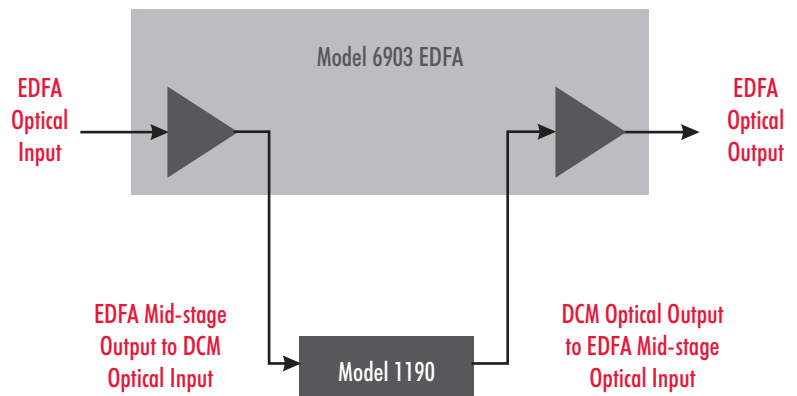 Model 6903 EDFA
EDFA
Optical
Input
EDFA
Optical
Output
EDFA Mid-stage
Output to DCM
Optical Input
Model 1190
DCM Optical Output
to EDFA Mid-stage
Optical Input